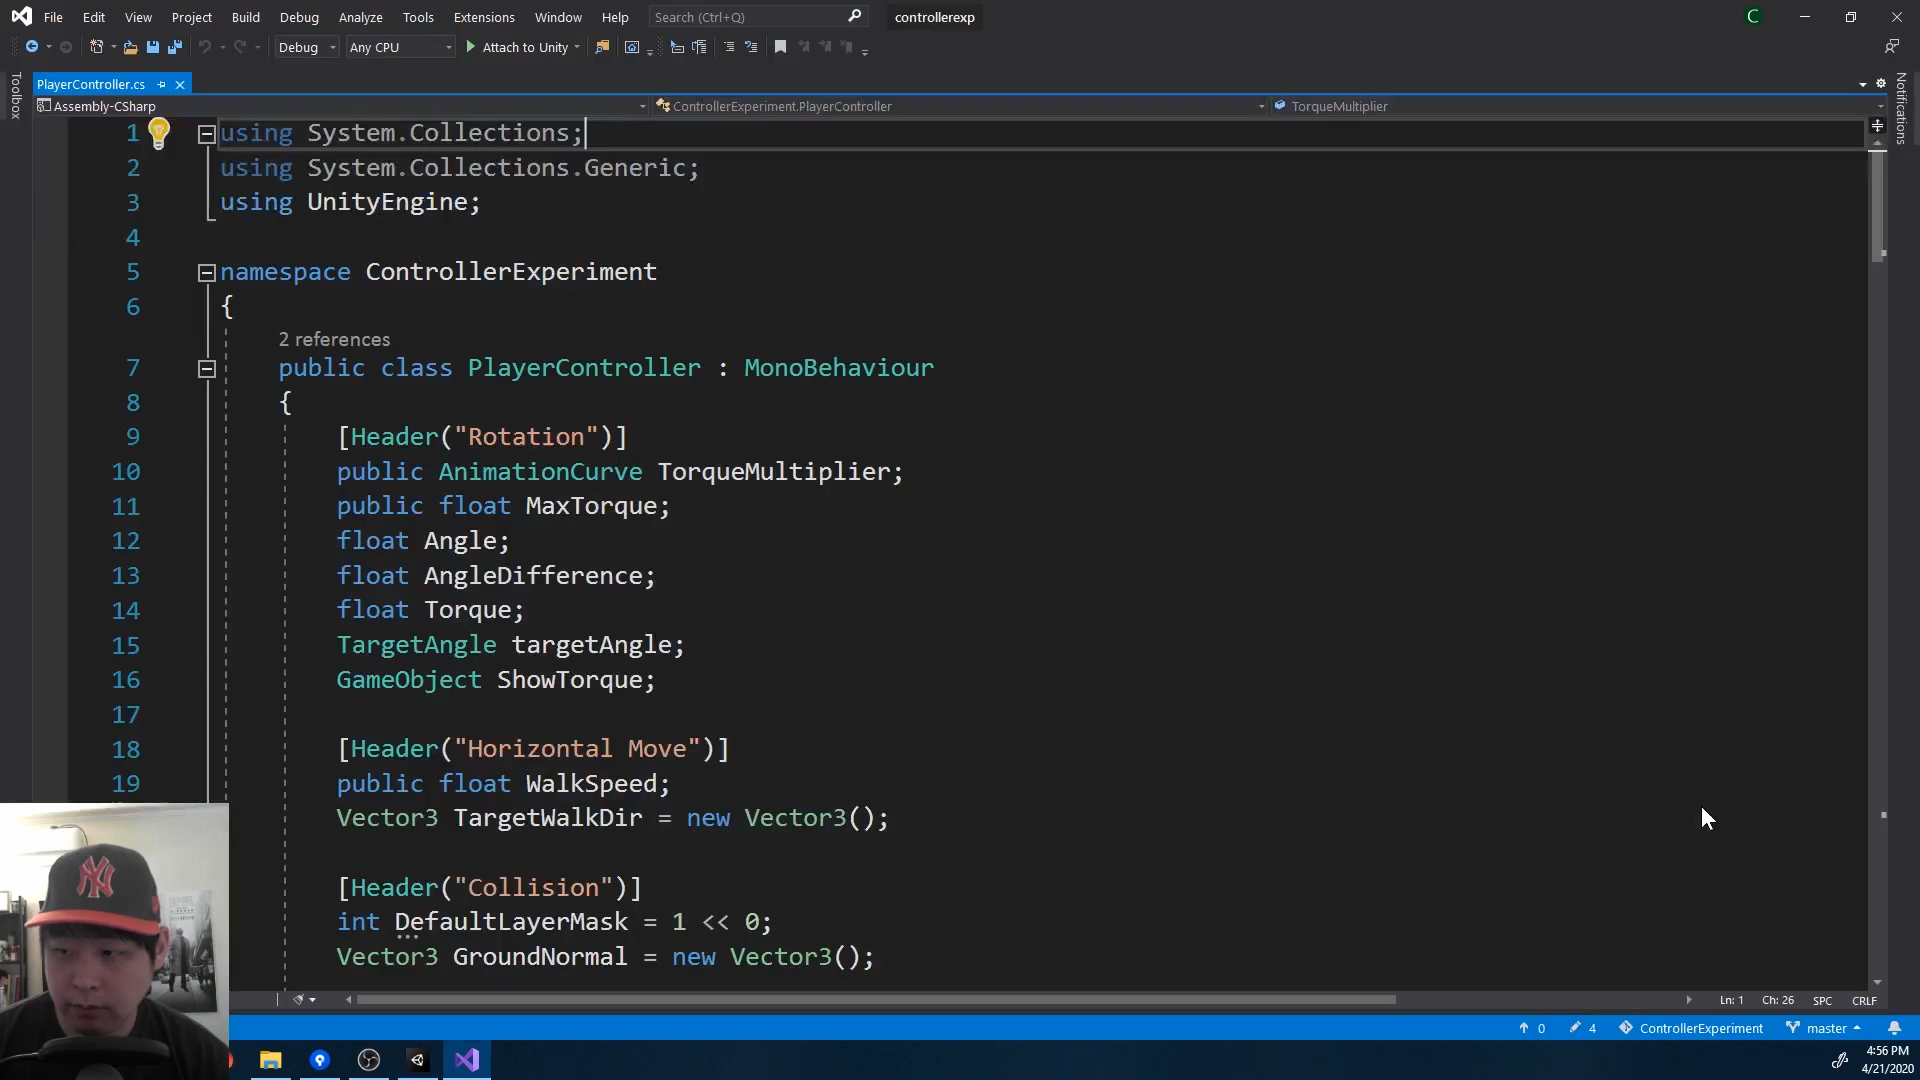 File Edit View Project Build Debug Analyze Tools Extensions Window Help Search (Ctrl+Q) controllerexp C
Debug Any CPU Attach to Unity
Toolbox
PlayerController.cs
Notifications
Assembly-CSharp ControllerExperiment.PlayerController TorqueMultiplier
1 using System.Collections;
2 using System.Collections.Generic;
3 using UnityEngine;
4
5 namespace ControllerExperiment
6 {
2 references
7 public class PlayerController : MonoBehaviour
8 {
9 [Header("Rotation")]
10 public AnimationCurve TorqueMultiplier;
11 public float MaxTorque;
12 float Angle;
13 float AngleDifference;
14 float Torque;
15 TargetAngle targetAngle;
16 GameObject ShowTorque;
17
18 [Header("Horizontal Move")]
19 public float WalkSpeed;
Vector3 TargetWalkDir = new Vector3();
[Header("Collision")]
int DefaultLayerMask = 1 << 0;
Vector3 GroundNormal = new Vector3();
Ln: 1 Ch: 26 SPC CRLF
0 4 ControllerExperiment master
4:56 PM
4/21/2020
NY